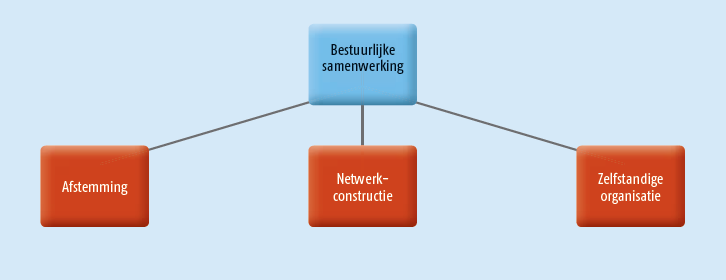 Bestuurlijke
samenwerking
Afstemming
Netwerk-
constructie
Zelfstandige
organisatie